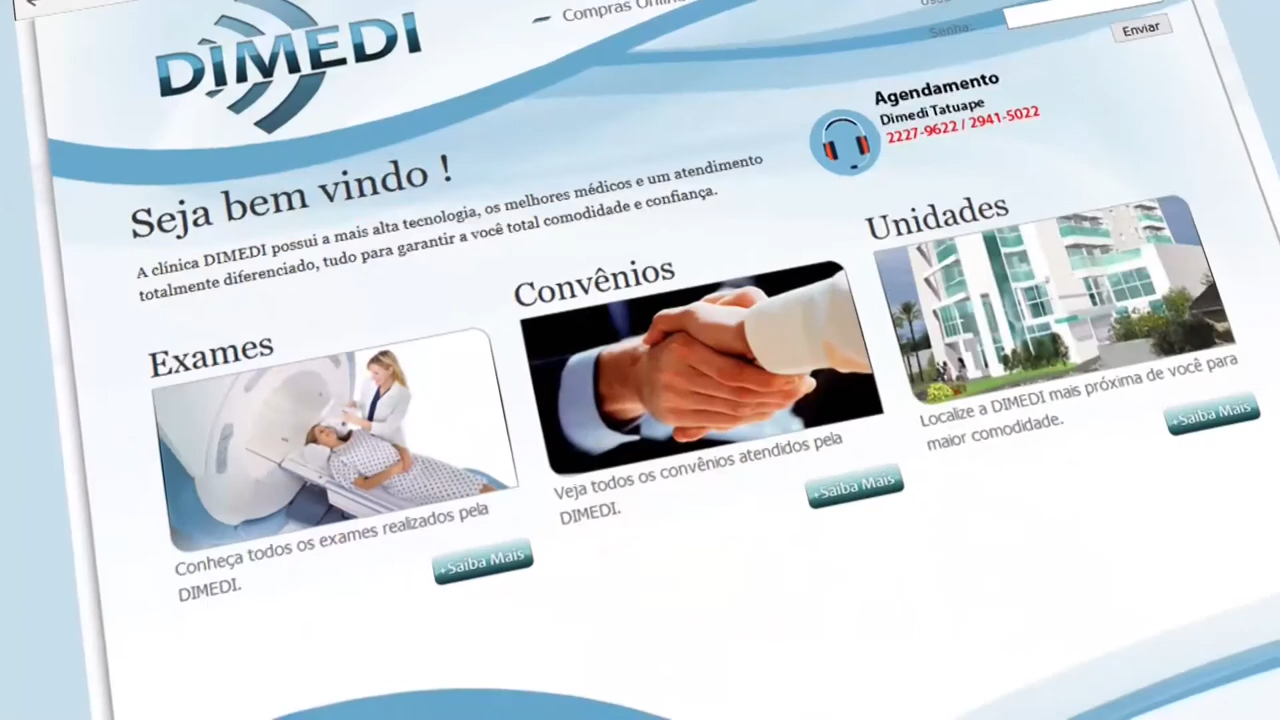 DIMEDI
Compras Online
Senha:
Enviar
Agendamento
Dimedi Tatuape
2227-9622 / 2941-5022
Seja bem vindo !
A clínica DIMEDI possui a mais alta tecnologia, os melhores médicos e um atendimento
totalmente diferenciado, tudo para garantir a você total comodidade e confiança.
Exames
Conheça todos os exames realizados pela
DIMEDI.
+Saiba Mais
Convênios
Veja todos os convênios atendidos pela
DIMEDI.
+Saiba Mais
Unidades
Localize a DIMEDI mais próxima de você para
maior comodidade.
+Saiba Mais